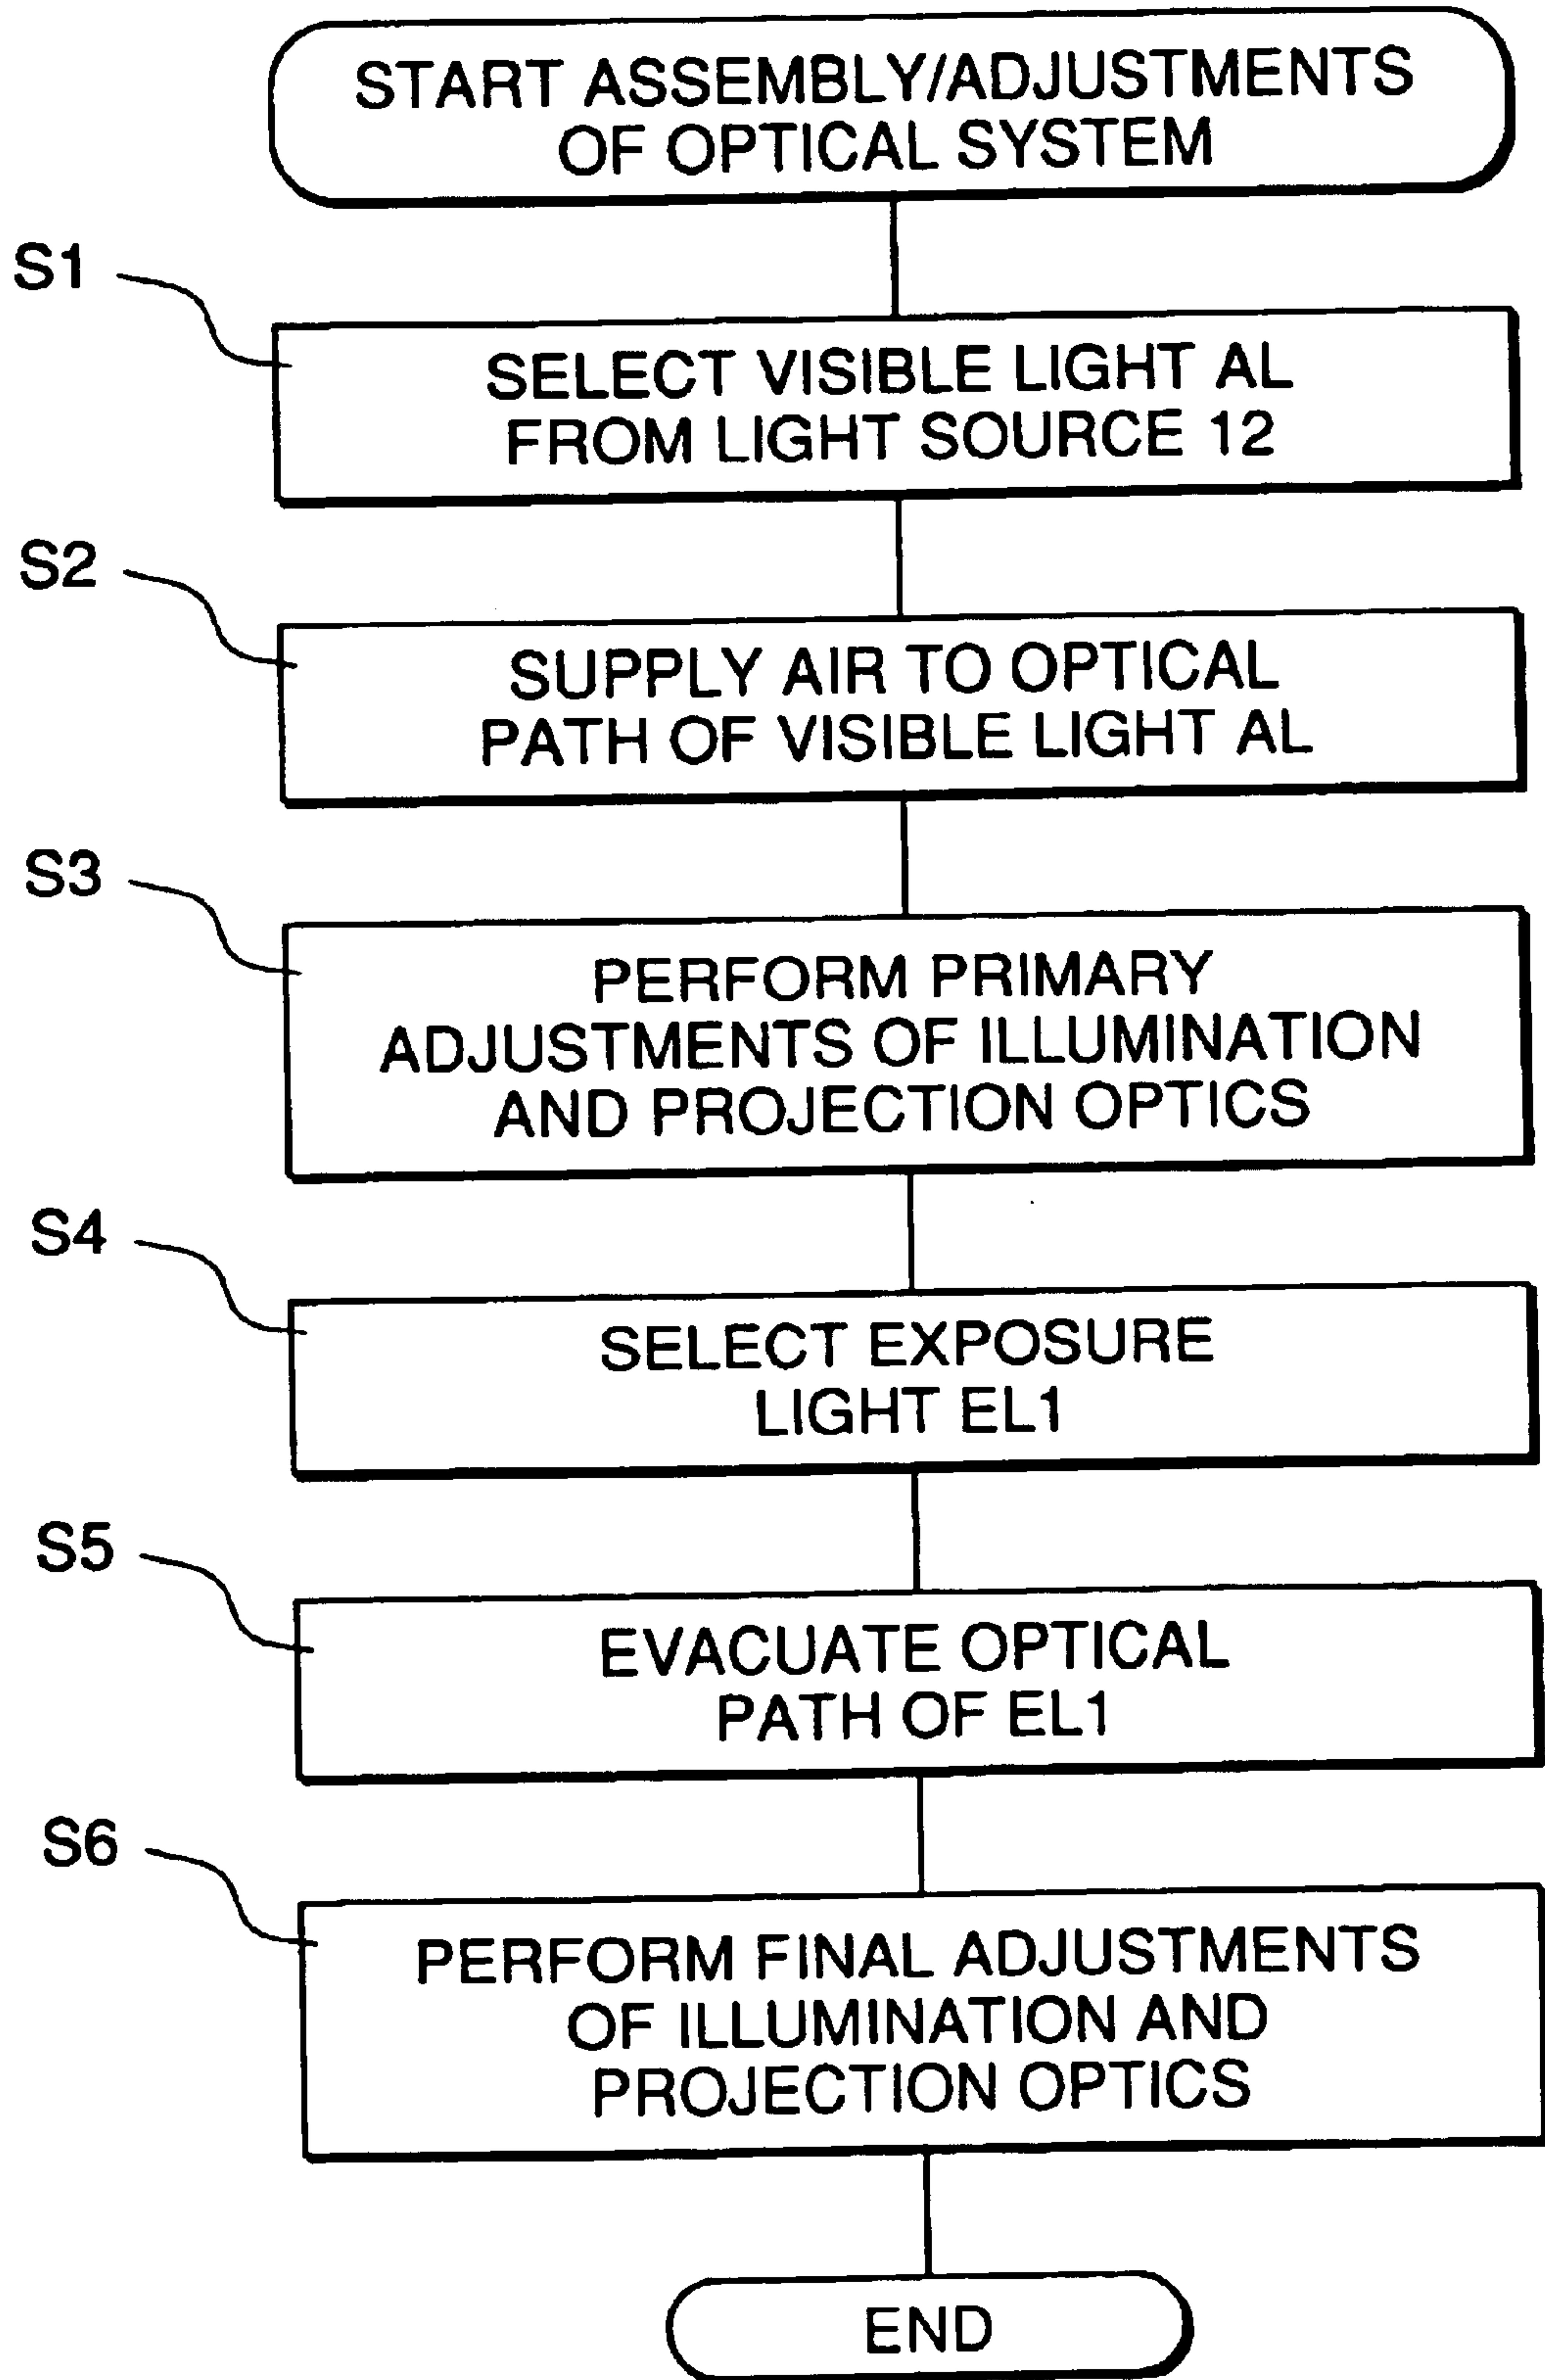 START ASSEMBLY/ADJUSTMENTS
OF OPTICAL SYSTEM
S1
SELECT VISIBLE LIGHT AL
FROM LIGHT SOURCE 12
S2
SUPPLY AIR TO OPTICAL
PATH OF VISIBLE LIGHT AL
S3
PERFORM PRIMARY
ADJUSTMENTS OF ILLUMINATION
AND PROJECTION OPTICS
S4
SELECT EXPOSURE
LIGHT EL1
S5
EVACUATE OPTICAL
PATH OF EL1
S6
PERFORM FINAL ADJUSTMENTS
OF ILLUMINATION AND
PROJECTION OPTICS
END